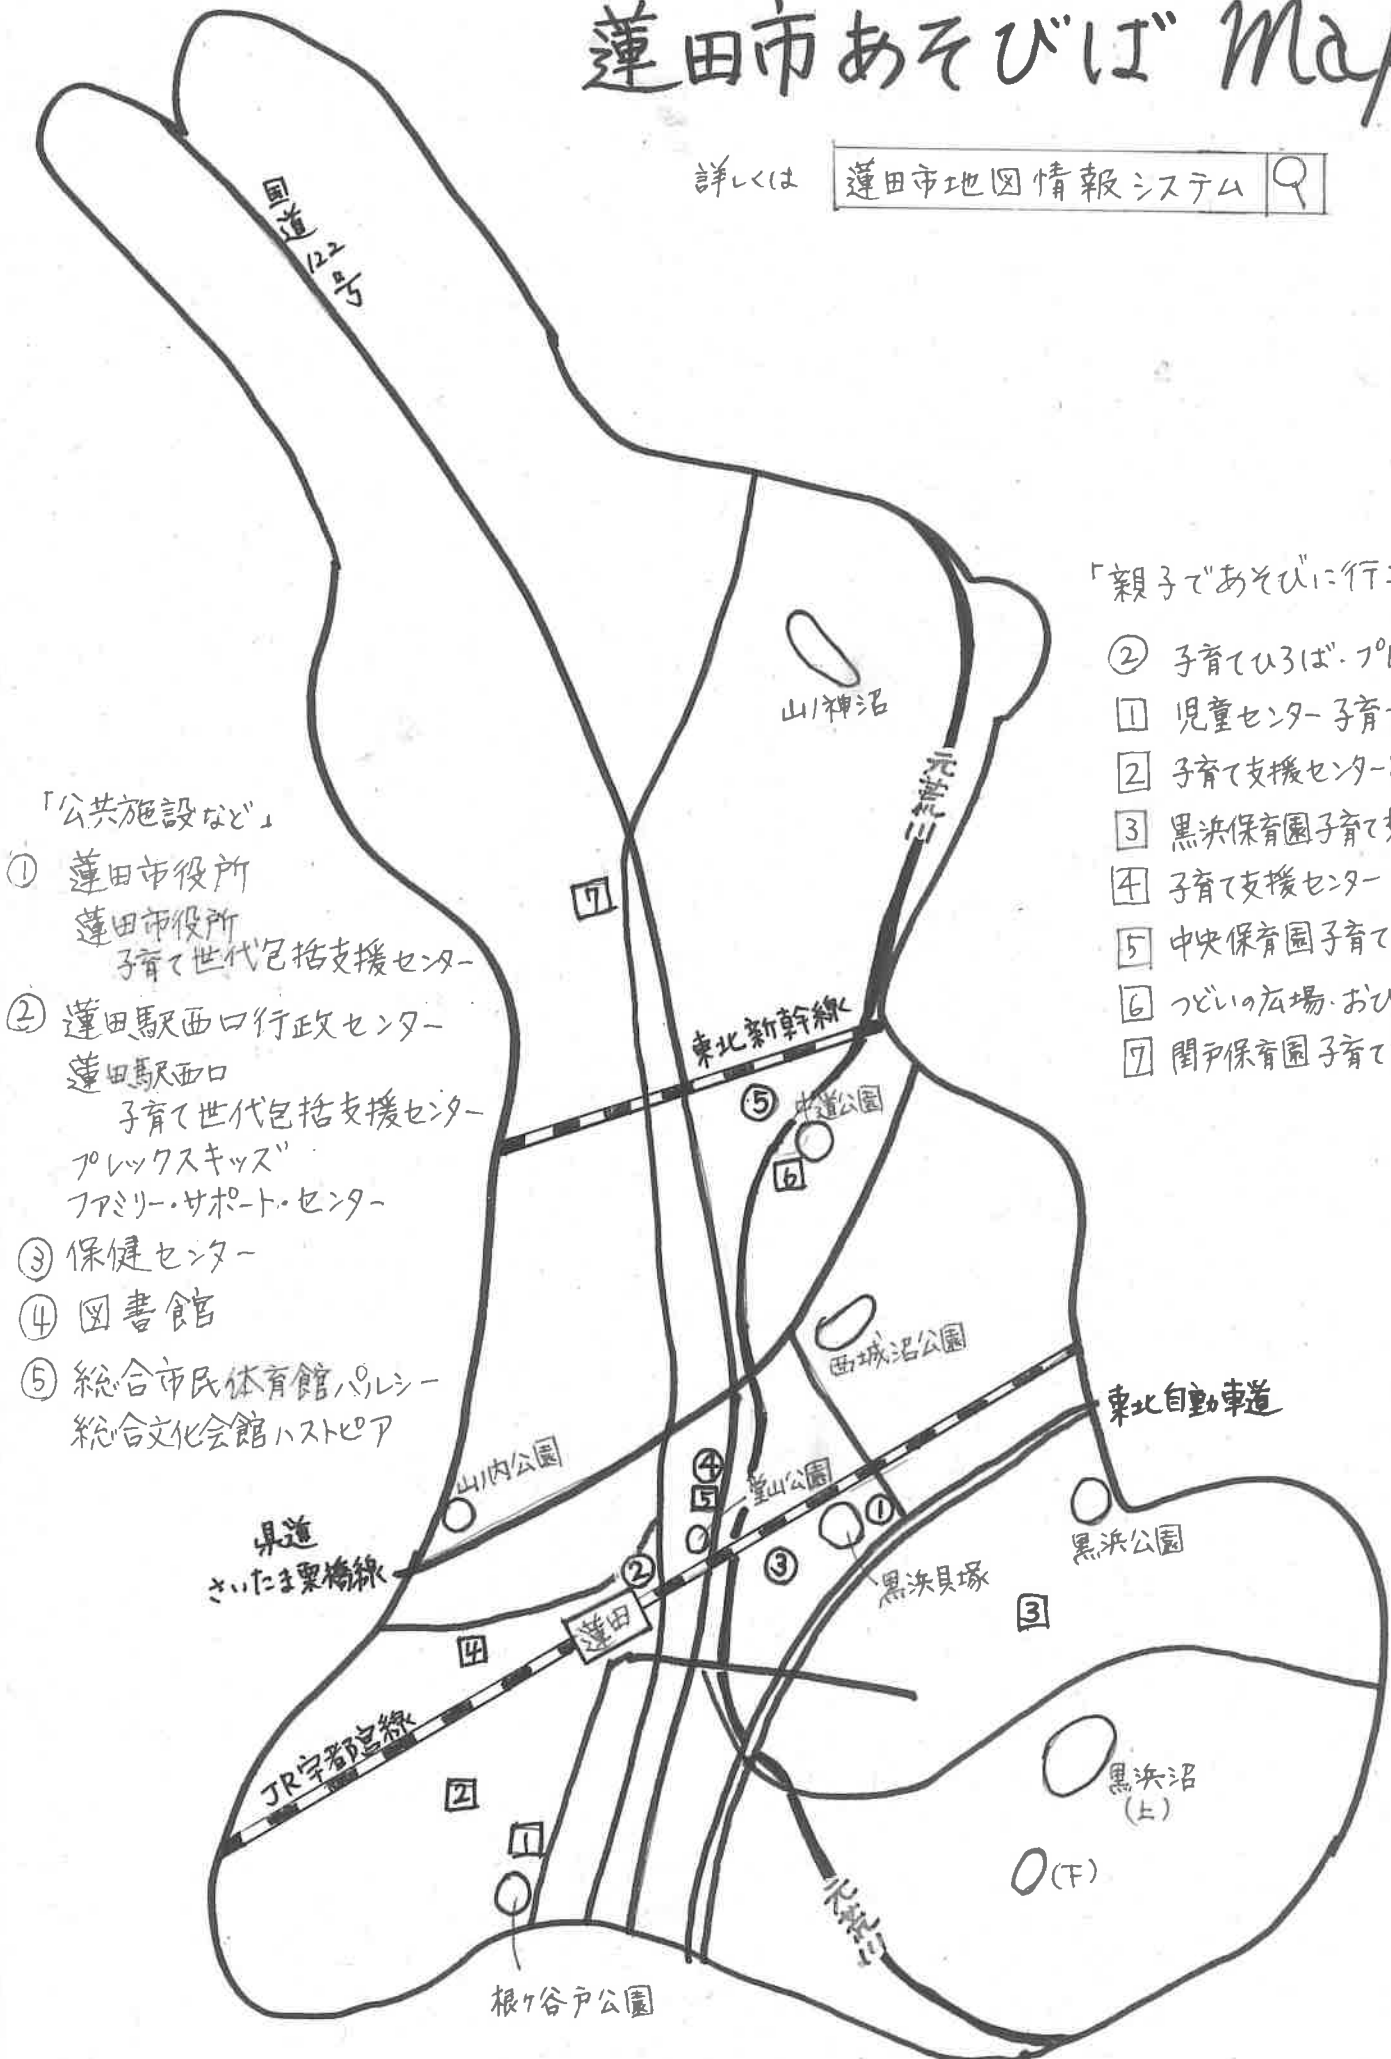 蓮田市あそびば Map
詳しくは 蓮田市地図情報システム
国道122号
山ノ神沼
元荒川
「親子であそびに行こ
② 子育てひろば・プレ
1 児童センター子育て
2 子育て支援センター
3 黒浜保育園子育て支
4 子育て支援センター
5 中央保育園子育て
6 つどいの広場・おひ
7 閏戸保育園子育て
「公共施設など」
① 蓮田市役所
蓮田市役所
子育て世代包括支援センター
② 蓮田駅西口行政センター
蓮田駅西口
子育て世代包括支援センター
プレックスキッズ
ファミリー・サポート・センター
③ 保健センター
④ 図書館
⑤ 総合市民体育館パルシー
総合文化会館ハストピア
7
東北新幹線
⑤
中道公園
6
西城沼公園
東北自動車道
山ノ内公園
④
5
堂山公園
①
県道
さいたま栗橋線
②
③
黒浜貝塚
黒浜公園
3
蓮田
4
JR宇都宮線
2
1
黒浜沼
(上)
(下)
元荒川
根ヶ谷戸公園